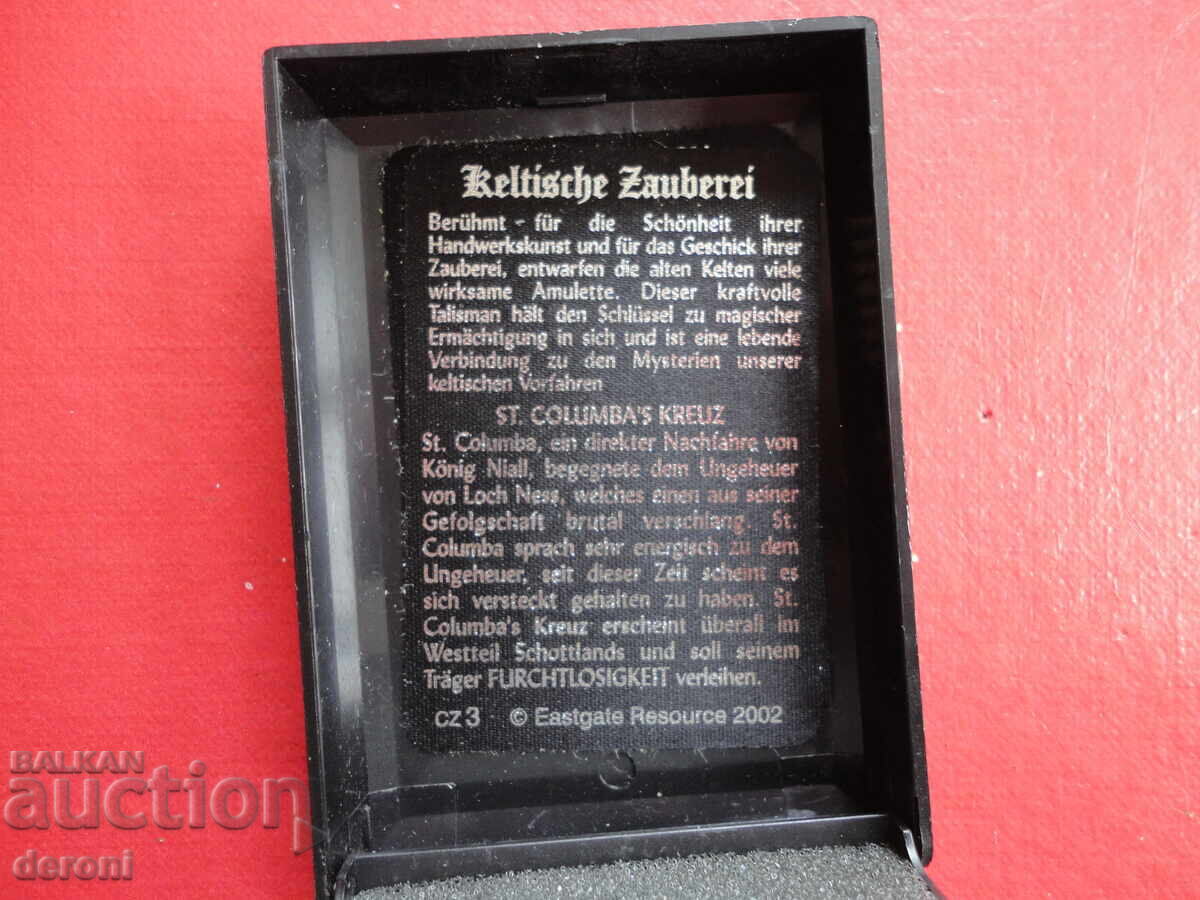 Keltische Zauberei
Berühmt - für die Schönheit ihrer
Handwerkskunst und für das Geschick ihrer
Zauberei, entwarfen die alten Kelten viele
wirksame Amulette. Dieser kraftvolle
Talisman hält den Schlüssel zu magischer
Ermächtigung in sich und ist eine lebende
Verbindung zu den Mysterien unserer
keltischen Vorfahren
ST. COLUMBA'S KREUZ
St. Columba, ein direkter Nachfahre von
König Niall, begegnete dem Ungeheuer
von Loch Ness, welches einen aus seiner
Gefolgschaft brutal verschlang. St.
Columba sprach sehr energisch zu dem
Ungeheuer, seit dieser Zeit scheint es
sich versteckt gehalten zu haben. St.
Columba's Kreuz erscheint überall im
Westteil Schottlands und soll seinem
Träger FURCHTLOSIGKEIT verleihen.
CZ3 © Eastgate Resource 2002
BALKAN
auction
deroni